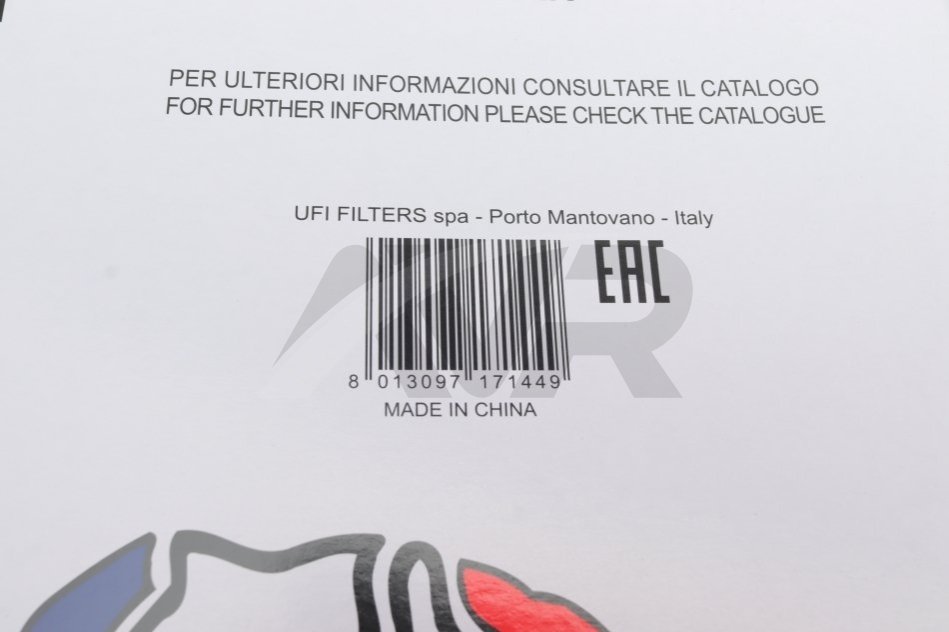 PER ULTERIORI INFORMAZIONI CONSULTARE IL CATALOGO
FOR FURTHER INFORMATION PLEASE CHECK THE CATALOGUE
UFI FILTERS spa - Porto Mantovano - Italy
EAC
8 013097 171449
MADE IN CHINA